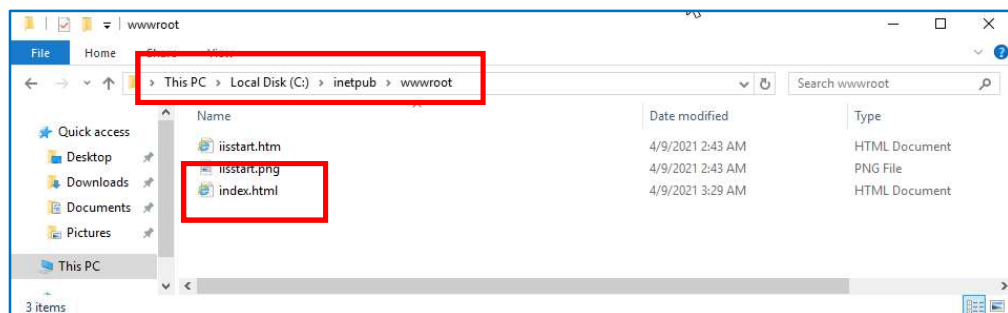 wwwroot
File Home Share View
This PC > Local Disk (C:) > inetpub > wwwroot
Search wwwroot
Name Date modified Type
Quick access
Desktop
Downloads
Documents
Pictures
This PC
iisstart.htm 4/9/2021 2:43 AM HTML Document
iisstart.png 4/9/2021 2:43 AM PNG File
index.html 4/9/2021 3:29 AM HTML Document
3 items